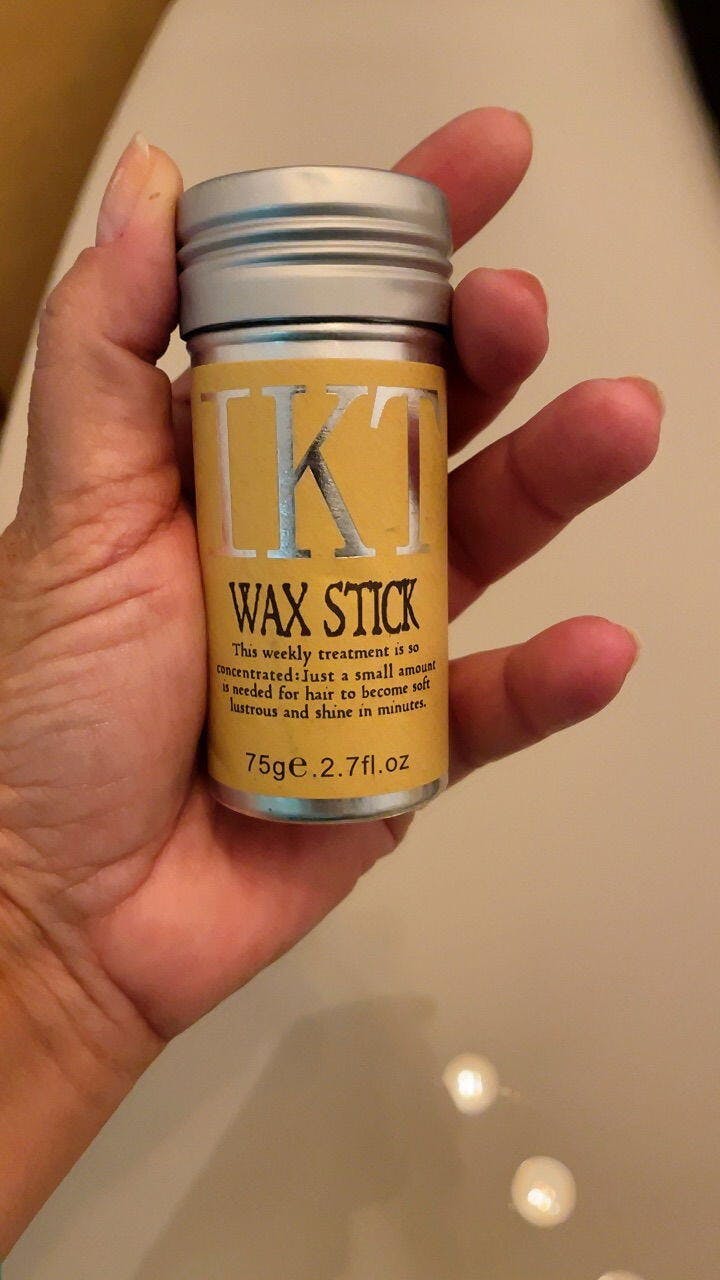 IKT
WAX STICK
This weekly treatment is so
concentrated:Just a small amount
is needed for hair to become soft
lustrous and shine in minutes.
75g℮.2.7fl.oz